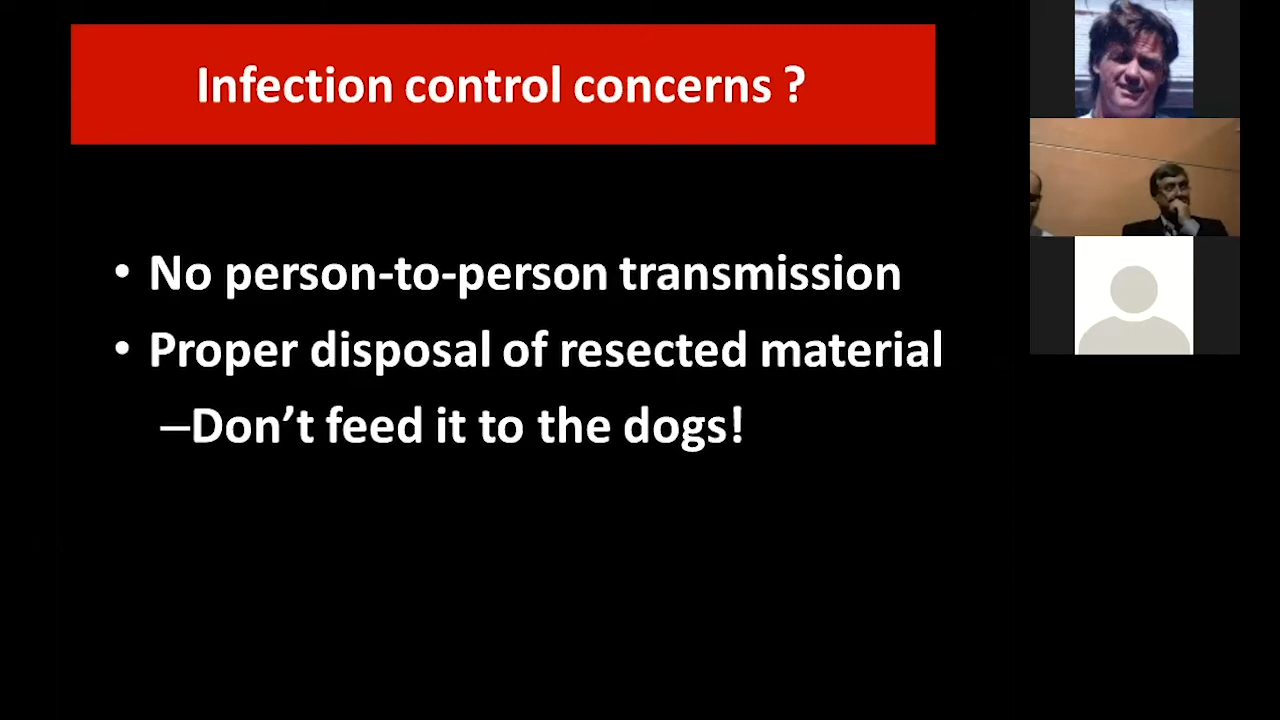 Infection control concerns ?
• No person-to-person transmission
• Proper disposal of resected material
–Don’t feed it to the dogs!